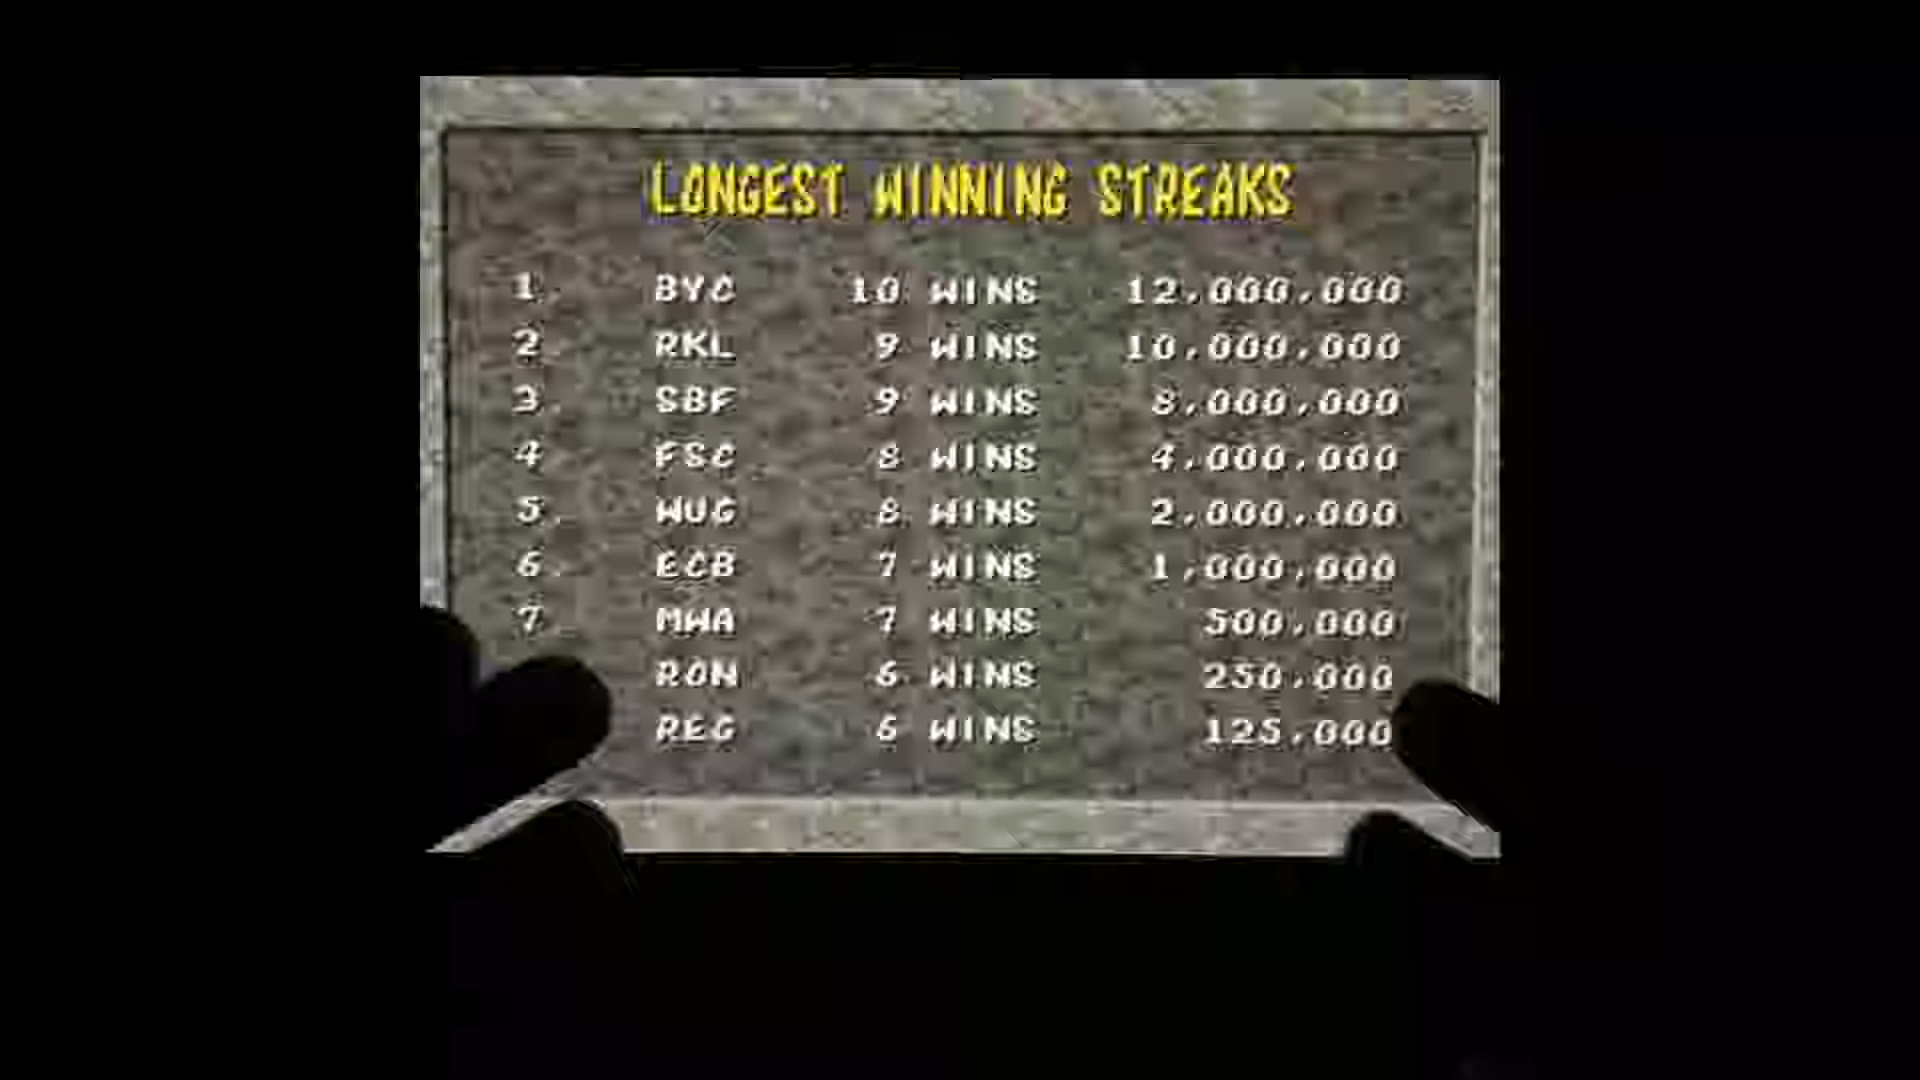 LONGEST WINNING STREAKS
1. BYC 10 WINS 12,000,000
2. RKL 9 WINS 10,000,000
3. SBF 9 WINS 8,000,000
4 FSC 8 WINS 4,000,000
5. WUG 8 WINS 2,000,000
6. ECB 7 WINS 1,000,000
7 MWA 7 WINS 500,000
RON 6 WINS 250,000
REG 6 WINS 125,000